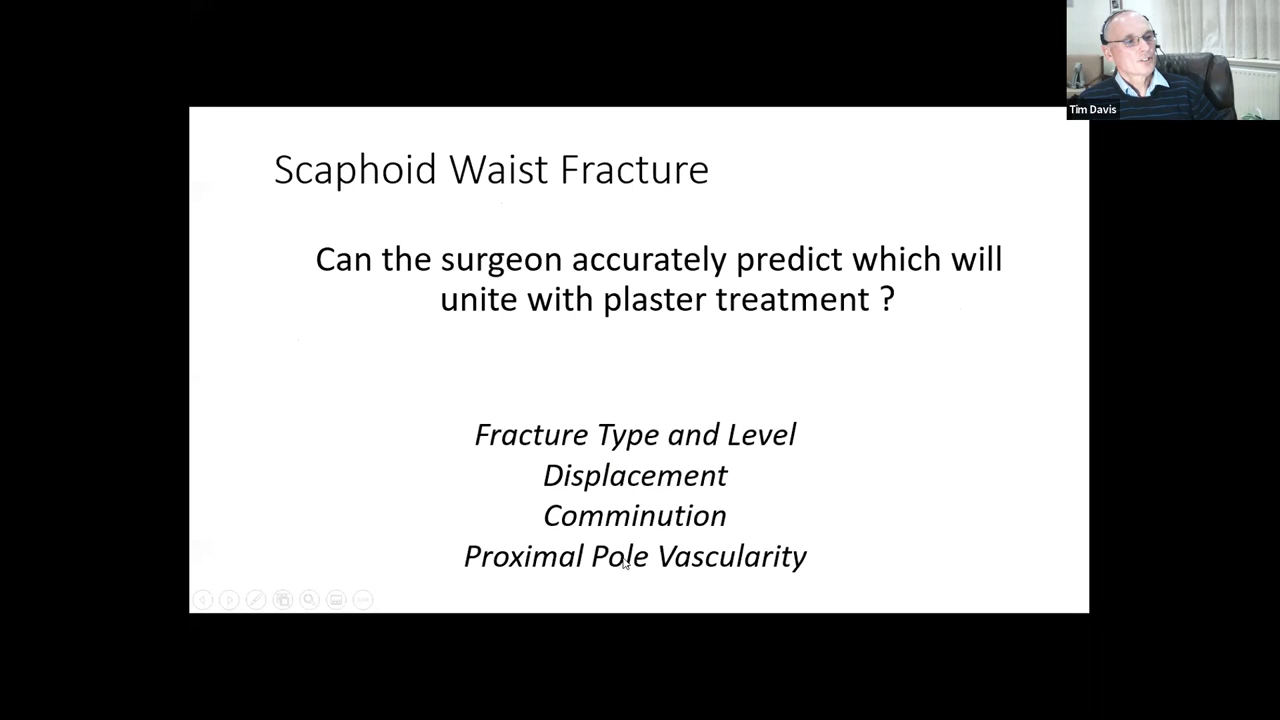 Tim Davis
Scaphoid Waist Fracture
Can the surgeon accurately predict which will
unite with plaster treatment ?
Fracture Type and Level
Displacement
Comminution
Proximal Pole Vascularity